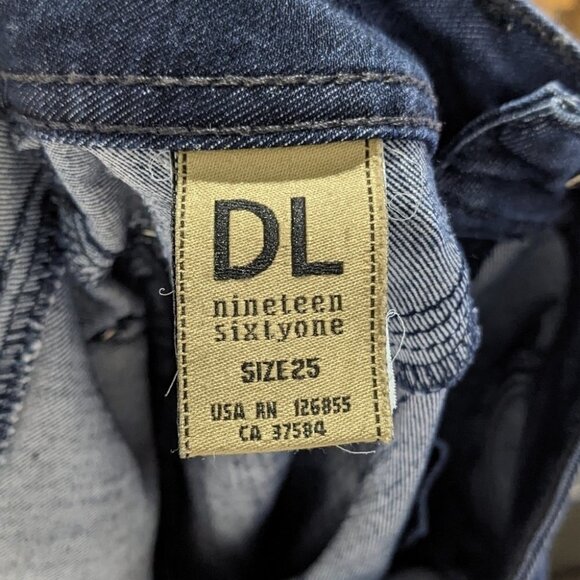 DL
nineteen
sixtyone
SIZE25
USA RN 126855
CA 37584